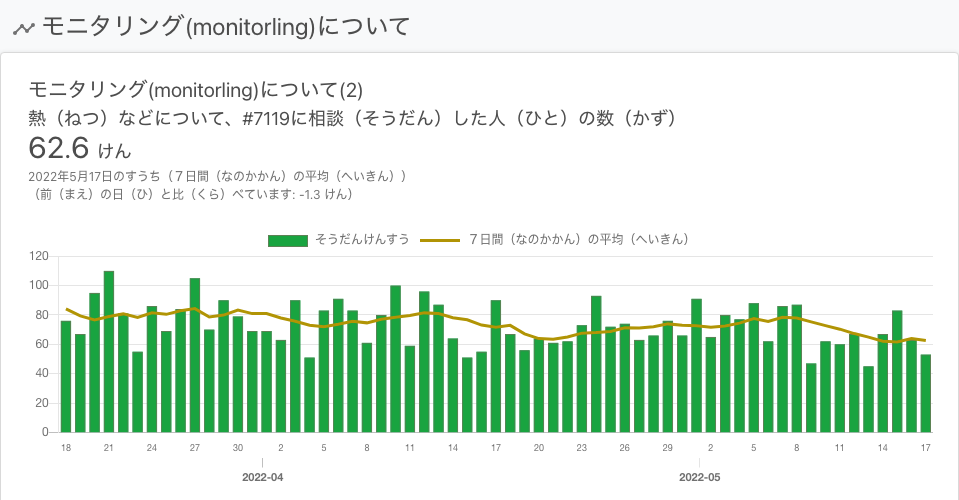 モニタリング(monitorling)について
モニタリング(monitorling)について(2)
熱（ねつ）などについて、#7119に相談（そうだん）した人（ひと）の数（かず）
62.6 けん
2022年5月17日のすうち（７日間（なのかかん）の平均（へいきん））
（前（まえ）の日（ひ）と比（くら）べています: -1.3 けん）
そうだんけんすう ７日間（なのかかん）の平均（へいきん）
120
100
80
60
40
20
0
18 21 24 27 30 2 5 8 11 14 17 20 23 26 29 2 5 8 11 14 17
2022-04 2022-05